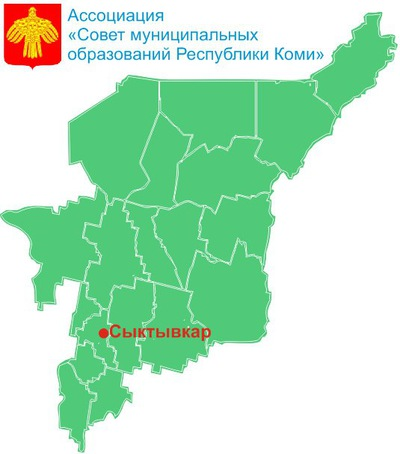 Ассоциация
«Совет муниципальных
образований Республики Коми»
Сыктывкар